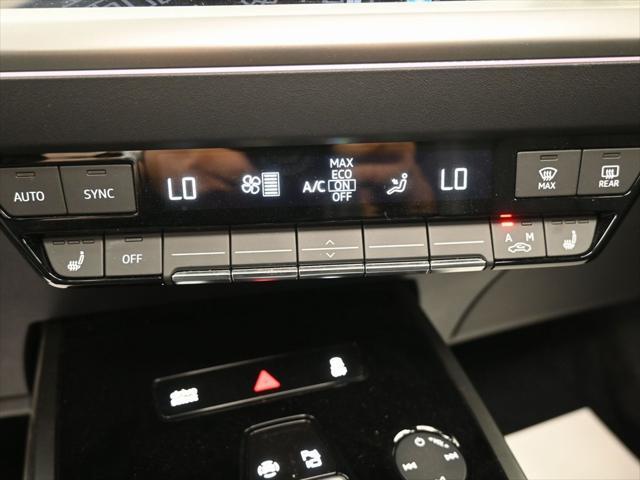 AUTO
SYNC
LO
A/C
MAX
ECO
ON
OFF
LO
MAX
REAR
OFF
A M